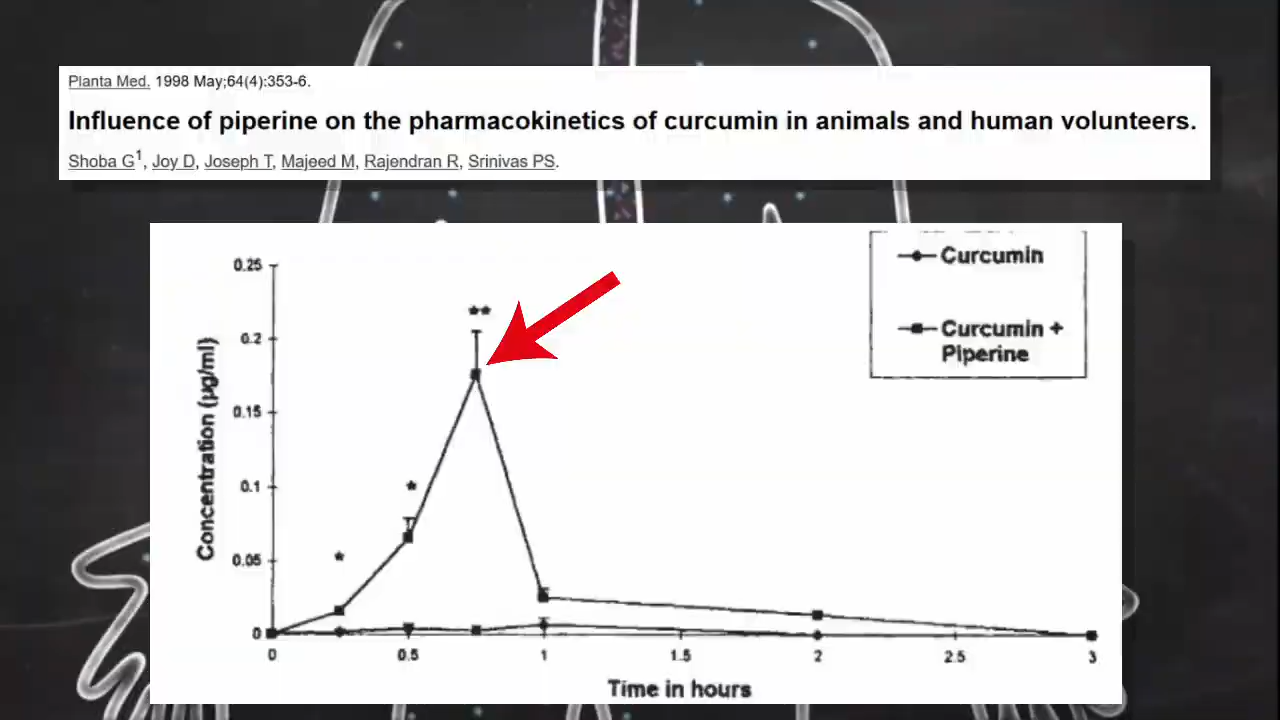 Planta Med. 1998 May;64(4):353-6.
Influence of piperine on the pharmacokinetics of curcumin in animals and human volunteers.
Shoba G1, Joy D, Joseph T, Majeed M, Rajendran R, Srinivas PS.
Curcumin
Curcumin +
Piperine
Concentration (µg/ml)
0.25
0.2
0.15
0.1
0.05
0
**
*
*
0 0.5 1 1.5 2 2.5 3
Time in hours